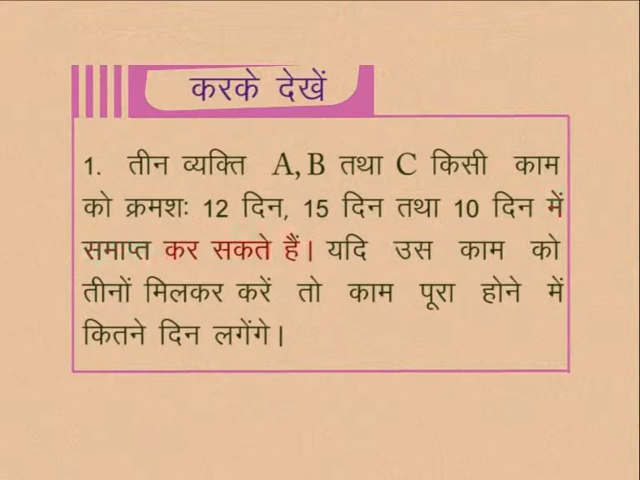 करके देखें
1. तीन व्यक्ति A, B तथा C किसी काम
को क्रमशः 12 दिन, 15 दिन तथा 10 दिन में
समाप्त कर सकते हैं। यदि उस काम को
तीनों मिलकर करें तो काम पूरा होने में
कितने दिन लगेंगे।